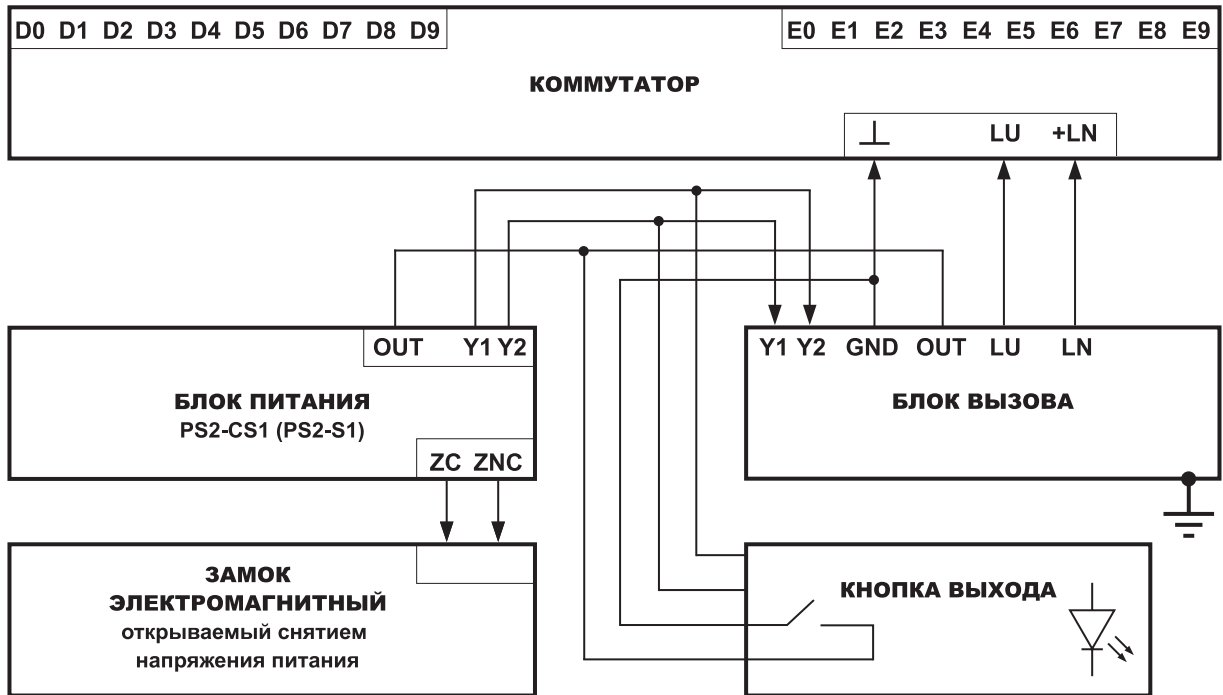 D0 D1 D2 D3 D4 D5 D6 D7 D8 D9
E0 E1 E2 E3 E4 E5 E6 E7 E8 E9
КОММУТАТОР
⊥ LU +LN
OUT Y1 Y2
БЛОК ПИТАНИЯ
PS2-CS1 (PS2-S1)
ZC ZNC
Y1 Y2 GND OUT LU LN
БЛОК ВЫЗОВА
ЗАМОК
ЭЛЕКТРОМАГНИТНЫЙ
открываемый снятием
напряжения питания
КНОПКА ВЫХОДА